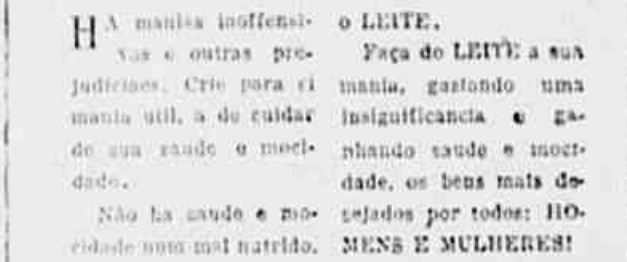 HA manias inoffensi-
vas e outras pre-
judiciaes. Crie para si
mania util, a de cuidar
de sua saude e moci-
dade.
Não ha saude e mo-
cidade num mal nutrido.
o LEITE.
Faça do LEITE a sua
mania, gastando uma
insignificancia e ga-
nhando saude e moci-
dade, os bens mais de-
sejados por todos: HO-
MENS E MULHERES!